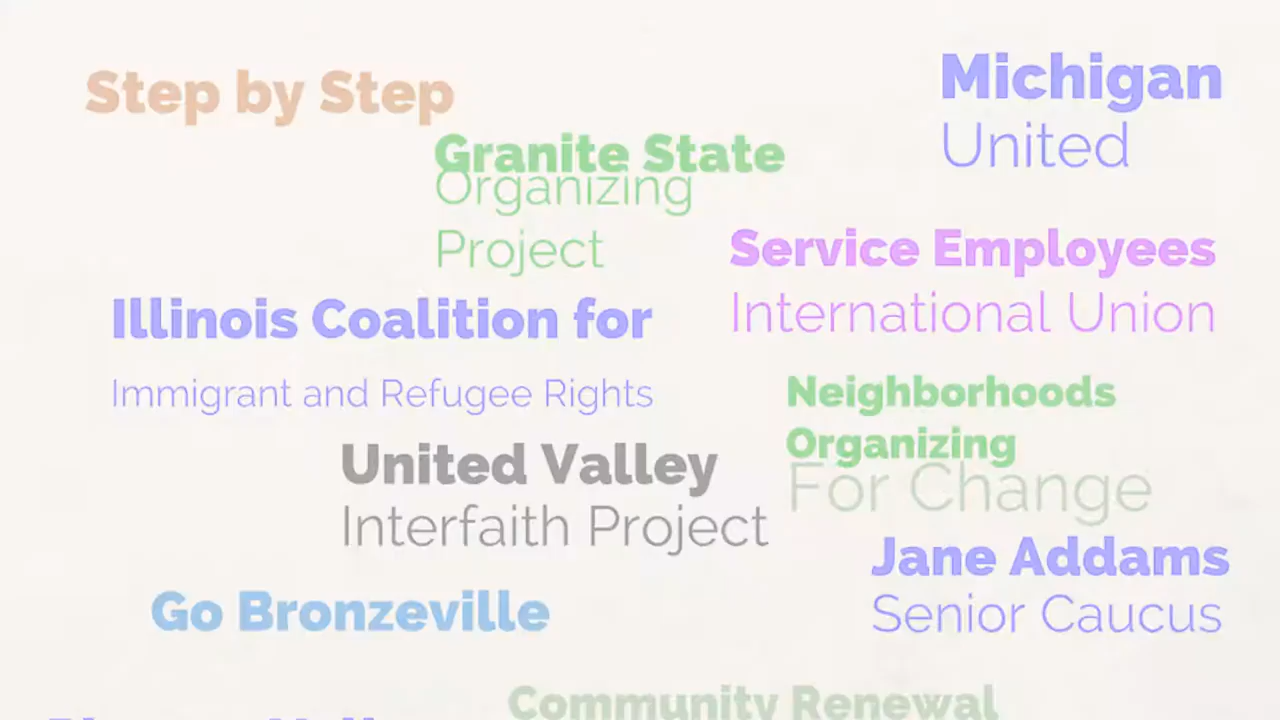 Step by Step
Michigan
United
Granite State
Organizing
Project
Service Employees
International Union
Illinois Coalition for
Immigrant and Refugee Rights
Neighborhoods
Organizing
For Change
United Valley
Interfaith Project
Jane Addams
Senior Caucus
Go Bronzeville
Community Renewal